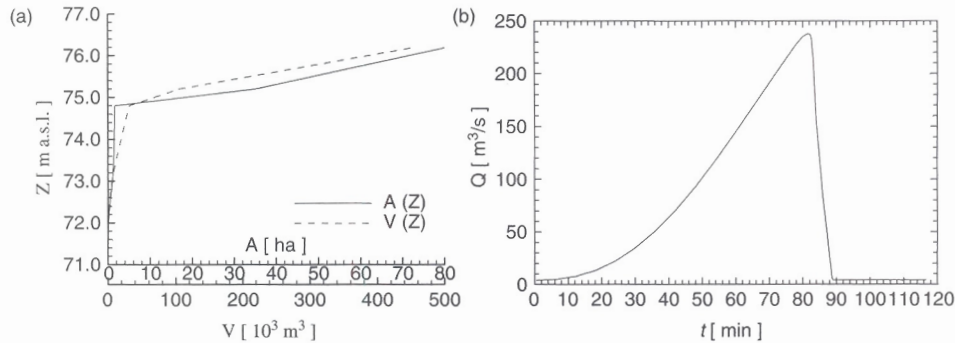 (a)
77.0
76.0
75.0
74.0
73.0
72.0
71.0
Z [ m a.s.l. ]
A (Z)
V (Z)
A [ ha ]
0 10 20 30 40 50 60 70 80
0 100 200 300 400 500
V [ 10³ m³ ]
(b)
250
200
150
100
50
0
Q [ m³/s ]
0 10 20 30 40 50 60 70 80 90 100 110 120
t [ min ]